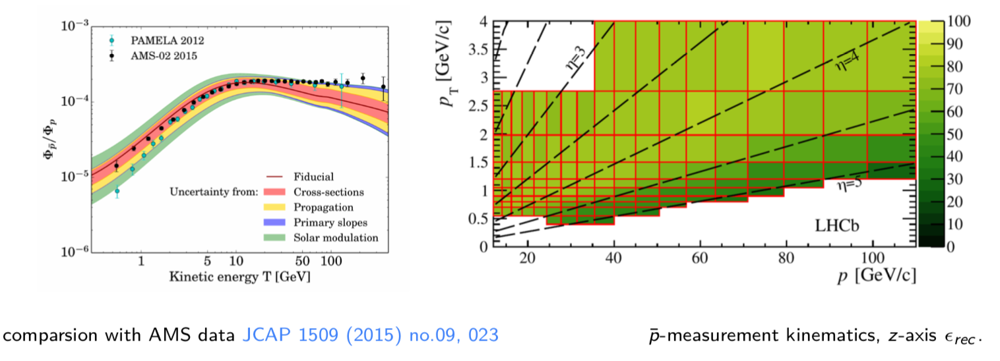 10⁻³
PAMELA 2012
AMS-02 2015
10⁻⁴
Φp̄/Φp
10⁻⁵
Fiducial
Uncertainty from:
Cross-sections
Propagation
Primary slopes
Solar modulation
10⁻⁶
1 5 10 50 100
Kinetic energy T [GeV]
pT [GeV/c]
4
3.5
3
2.5
2
1.5
1
0.5
0
η=3
η=4
η=5
LHCb
20 40 60 80 100
p [GeV/c]
100
90
80
70
60
50
40
30
20
10
0
comparsion with AMS data JCAP 1509 (2015) no.09, 023
p̄-measurement kinematics, z-axis ϵrec.